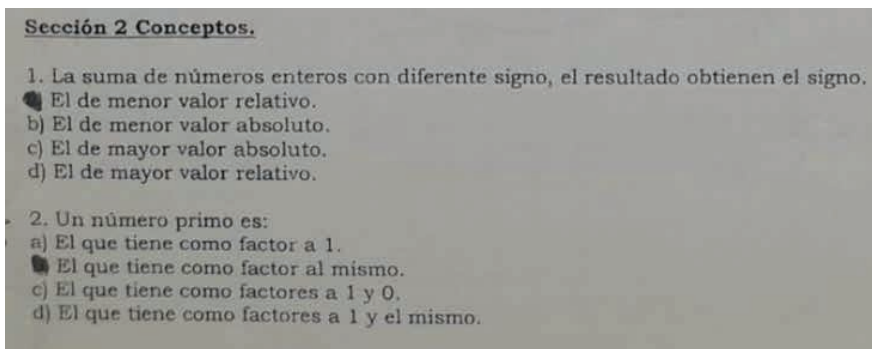 Sección 2 Conceptos.
1. La suma de números enteros con diferente signo, el resultado obtienen el signo.
El de menor valor relativo.
b) El de menor valor absoluto.
c) El de mayor valor absoluto.
d) El de mayor valor relativo.
2. Un número primo es:
a) El que tiene como factor a 1.
El que tiene como factor al mismo.
c) El que tiene como factores a 1 y 0.
d) El que tiene como factores a 1 y el mismo.